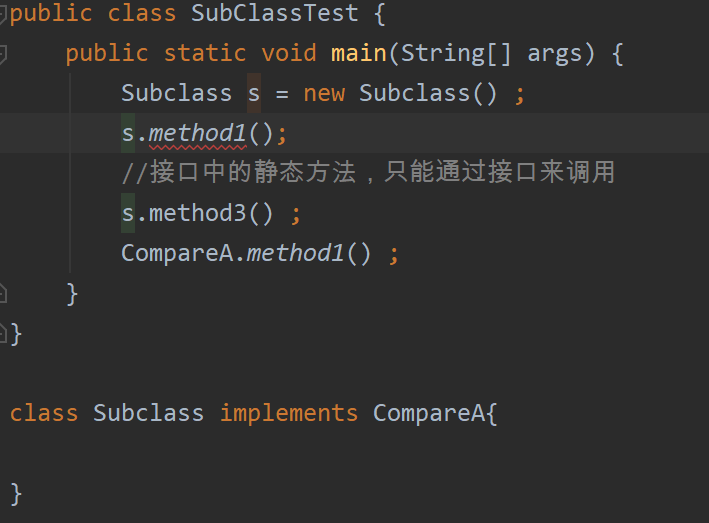 public class SubClassTest {
public static void main(String[] args) {
Subclass s = new Subclass() ;
s.method1();
//接口中的静态方法，只能通过接口来调用
s.method3() ;
CompareA.method1() ;
}
}
class Subclass implements CompareA{
}